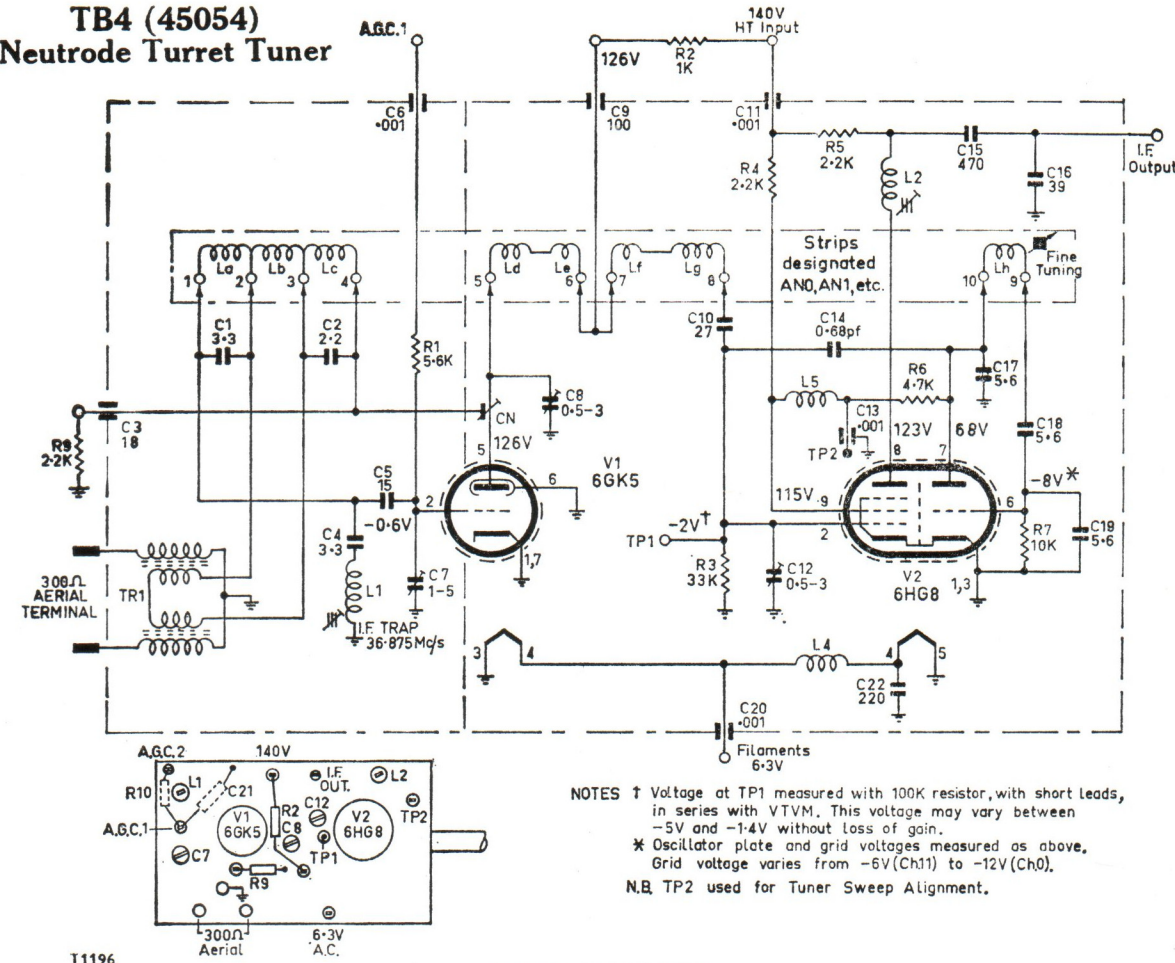 TB4 (45054)
Neutrode Turret Tuner
A.G.C.1
140V
HT Input
126V
R2
1K
C6
·001
C9
100
C11
·001
R5
2·2K
C15
470
I.F.
Output
R4
2·2K
L2
C16
39
La
Lb
Lc
Ld
Le
Lf
Lg
Strips
designated
AN0,AN1,etc.
Lh
Fine
Tuning
1
2
3
4
5
6
7
8
10
9
C1
3·3
C2
2·2
R1
5·6K
C10
27
C14
0·68pf
C8
0·5-3
L5
R6
4·7K
C17
5·6
CN
C3
18
R9
2·2K
126V
5
C13
·001
TP2
123V
68V
C18
5·6
V1
6GK5
6
8
7
-8V*
C5
15
2
-0·6V
115V
9
6
C4
3·3
-2V†
TP1
2
R7
10K
C19
5·6
300Ω
AERIAL
TERMINAL
TR1
L1
C7
1-5
1,7
R3
33K
C12
0·5-3
V2
6HG8
1,3
I.F. TRAP
36·875Mc/s
3
4
L4
4
5
C22
220
C20
·001
Filaments
6·3V
A.G.C.2
140V
R10
L1
C21
I.F.
OUT.
L2
R2
C12
TP2
A.G.C.1
V1
6GK5
C8
V2
6HG8
C7
TP1
R9
300Ω
Aerial
6·3V
A.C.
NOTES † Voltage at TP1 measured with 100K resistor, with short leads,
in series with VTVM. This voltage may vary between
-5V and -1·4V without loss of gain.
* Oscillator plate and grid voltages measured as above.
Grid voltage varies from -6V(Ch.11) to -12V(Ch.0).
N.B. TP2 used for Tuner Sweep Alignment.
T1196